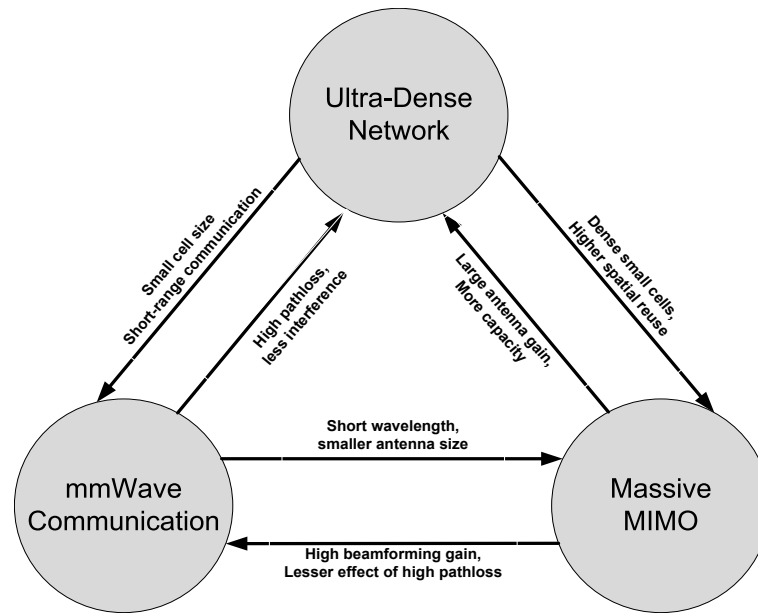 Ultra-Dense
Network
Small cell size
Short-range communication
High pathloss,
less interference
Large antenna gain,
More capacity
Dense small cells,
Higher spatial reuse
Short wavelength,
smaller antenna size
mmWave
Communication
Massive
MIMO
High beamforming gain,
Lesser effect of high pathloss